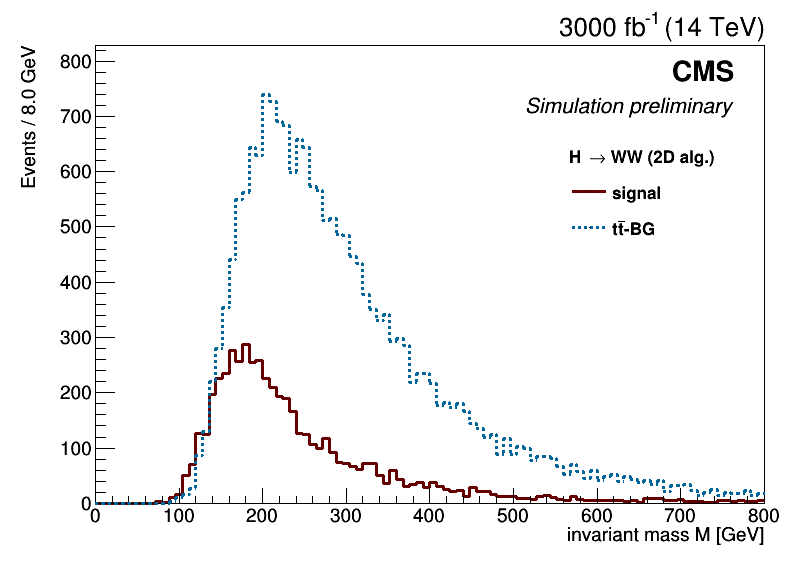 3000 fb⁻¹ (14 TeV)
CMS
Simulation preliminary
H → WW (2D alg.)
signal
tt̄-BG
Events / 8.0 GeV
800
700
600
500
400
300
200
100
0
0 100 200 300 400 500 600 700 800
invariant mass M [GeV]